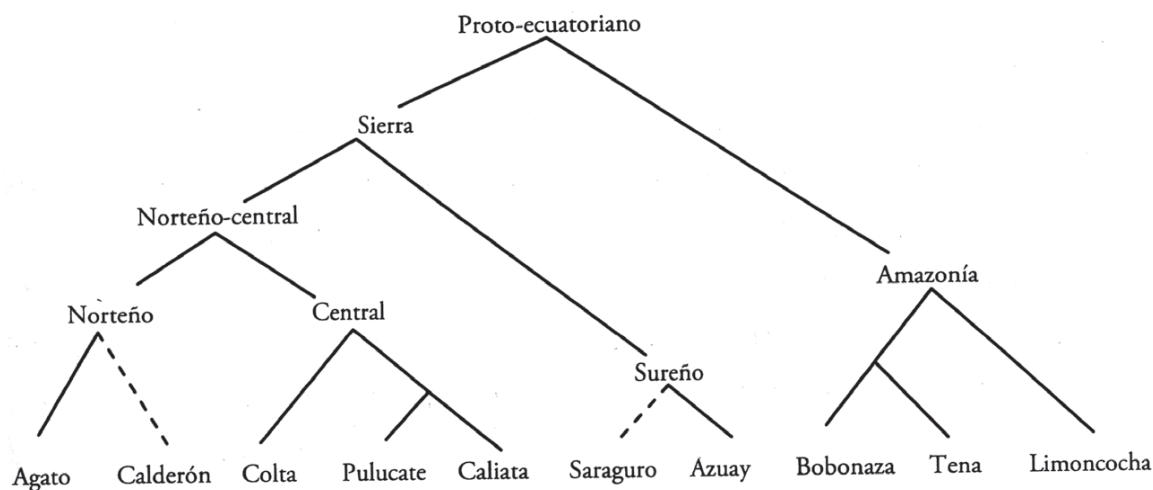 Proto-ecuatoriano
Sierra
Norteño-central
Amazonía
Norteño
Central
Sureño
Agato
Calderón
Colta
Pulucate
Caliata
Saraguro
Azuay
Bobonaza
Tena
Limoncocha